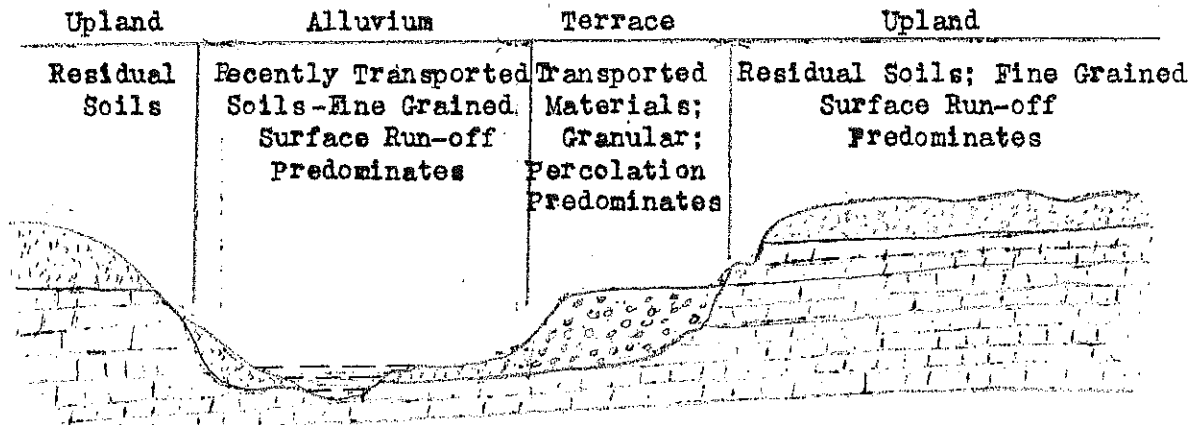 Upland Alluvium Terrace Upland
Residual
Soils
Recently Transported
Soils-Fine Grained
Surface Run-off
Predominates
Transported
Materials;
Granular;
Percolation
Predominates
Residual Soils; Fine Grained
Surface Run-off
Predominates